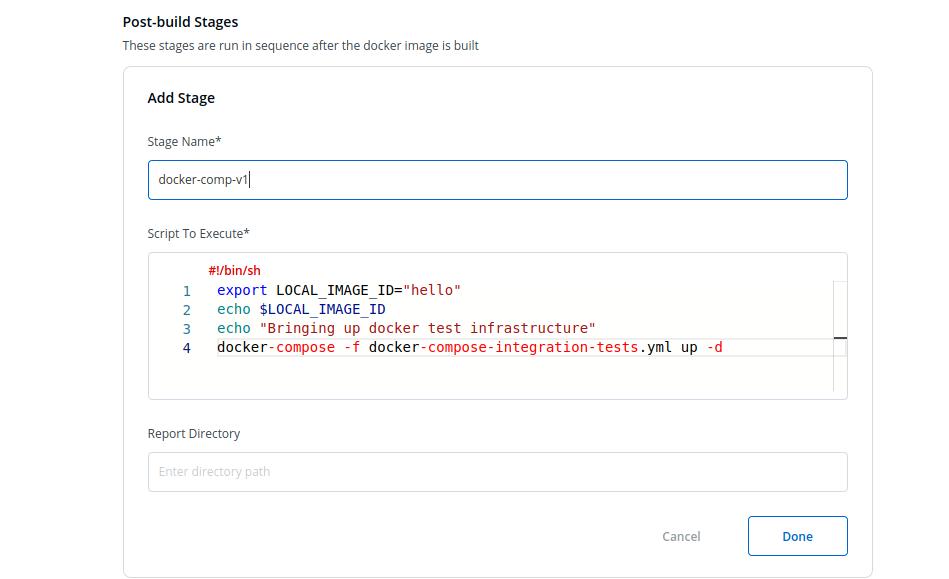 Post-build Stages
These stages are run in sequence after the docker image is built
Add Stage
Stage Name*
docker-comp-v1
Script To Execute*
#!/bin/sh
1 export LOCAL_IMAGE_ID="hello"
2 echo $LOCAL_IMAGE_ID
3 echo "Bringing up docker test infrastructure"
4 docker-compose -f docker-compose-integration-tests.yml up -d
Report Directory
Enter directory path
Cancel Done